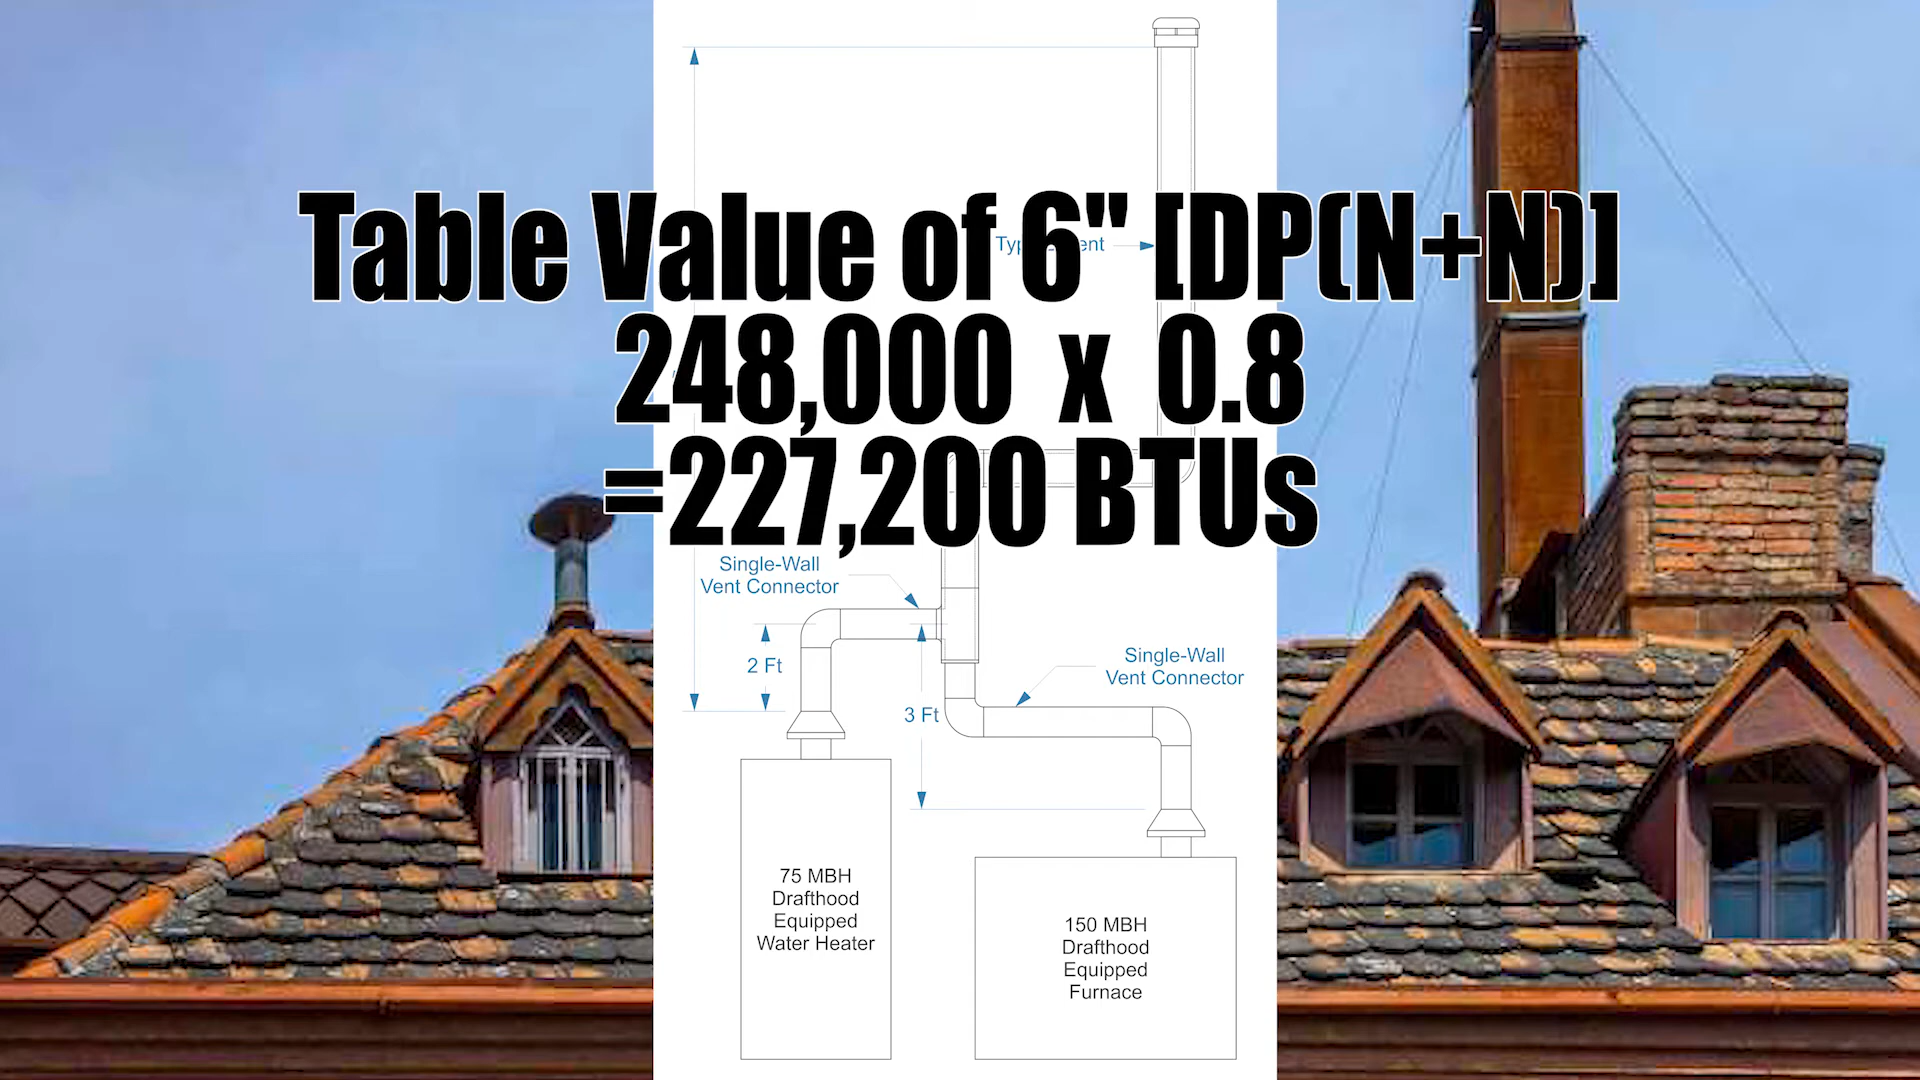 Table Value of 6" [DP(N+N)]
248,000 x 0.8
=227,200 BTUs
Single-Wall
Vent Connector
2 Ft
Single-Wall
Vent Connector
3 Ft
75 MBH
Drafthood
Equipped
Water Heater
150 MBH
Drafthood
Equipped
Furnace